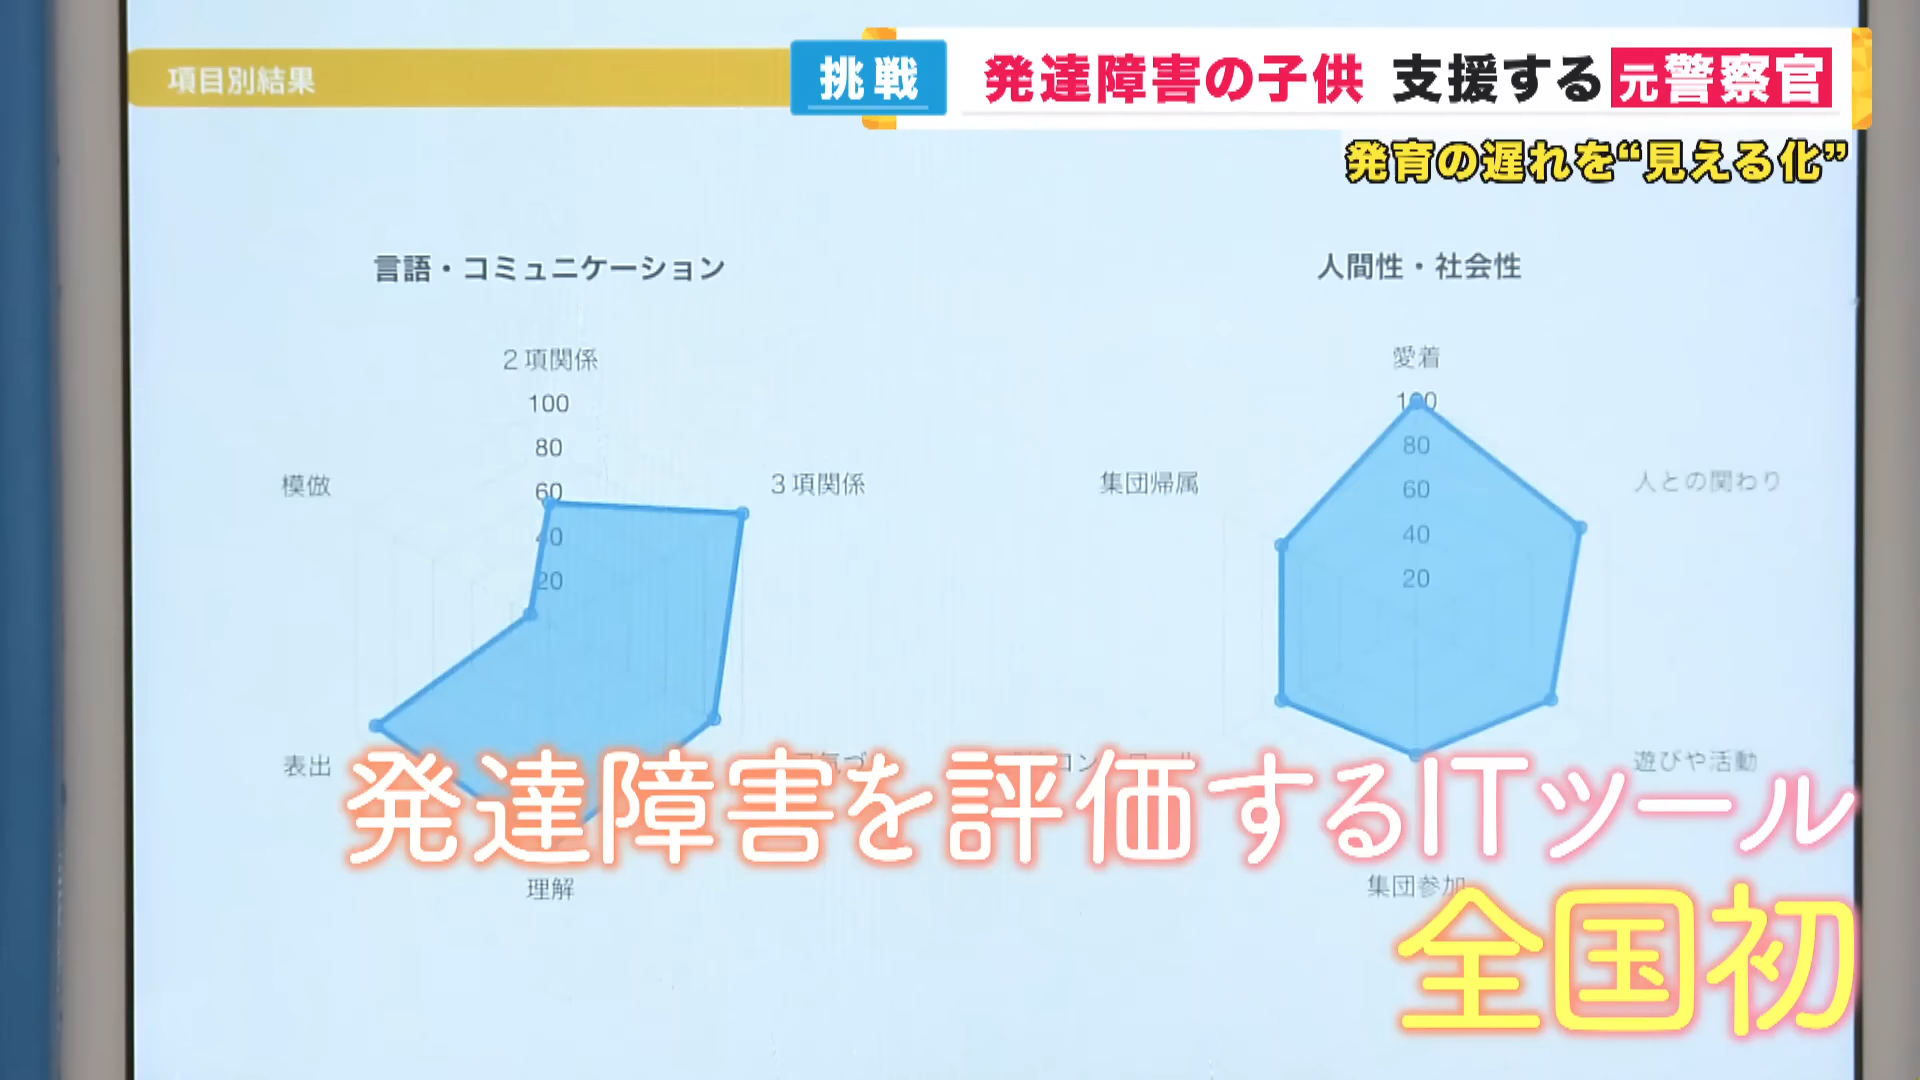 項目別結果
挑戦
発達障害の子供 支援する元警察官
発育の遅れを“見える化”
言語・コミュニケーション
２項関係
100
80
60
40
20
３項関係
模倣
表出
理解
人間性・社会性
愛着
100
80
60
40
20
人との関わり
集団帰属
遊びや活動
集団参加
発達障害を評価するITツール
全国初